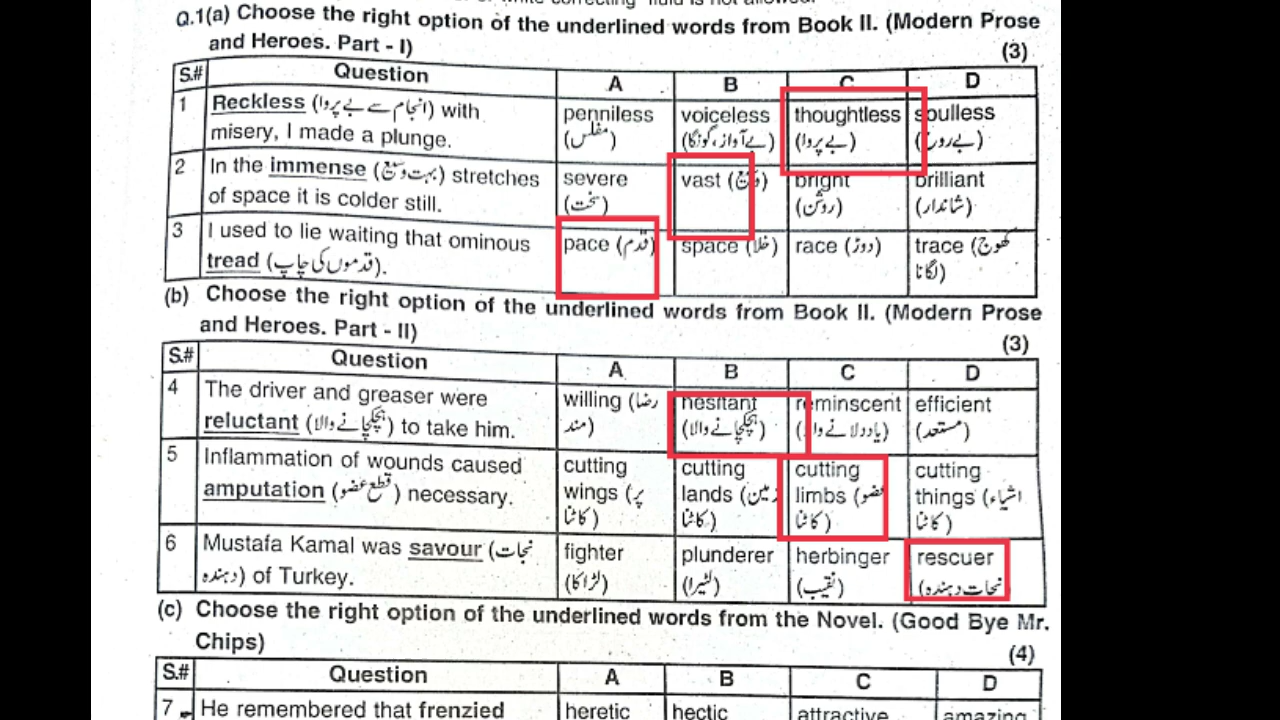 Q.1(a) Choose the right option of the underlined words from Book II. (Modern Prose
and Heroes. Part - I) (3)
S.# Question A B C D
1 Reckless (انجام سے بے پروا) with penniless voiceless thoughtless soulless
misery, I made a plunge. (مفلس) (بے آواز، گونگا) (بے پروا) (بے روح)
2 In the immense (بہت وسیع) stretches severe vast (وسیع) bright brilliant
of space it is colder still. (سخت) (روشن) (شاندار)
3 I used to lie waiting that ominous pace (قدم) space (خلا) race (دوڑ) trace (کھوج
tread (قدموں کی چاپ). لگانا)
(b) Choose the right option of the underlined words from Book II. (Modern Prose
and Heroes. Part - II) (3)
S.# Question A B C D
4 The driver and greaser were willing (رضا hesitant reminscent efficient
reluctant (ہچکچانے والا) to take him. مند) (ہچکچانے والا) (یاد دلانے والا) (مستعد)
5 Inflammation of wounds caused cutting cutting cutting cutting
amputation (قطع عضو) necessary. wings (پر lands (زمین limbs (عضو things (اشیاء
کاٹنا) کاٹنا) کاٹنا) کاٹنا)
6 Mustafa Kamal was savour (نجات fighter plunderer herbinger rescuer
دہندہ) of Turkey. (لڑاکا) (لٹیرا) (نقیب) (نجات دہندہ)
(c) Choose the right option of the underlined words from the Novel. (Good Bye Mr.
Chips) (4)
S.# Question A B C D
7 He remembered that frenzied heretic hectic attractive amazing